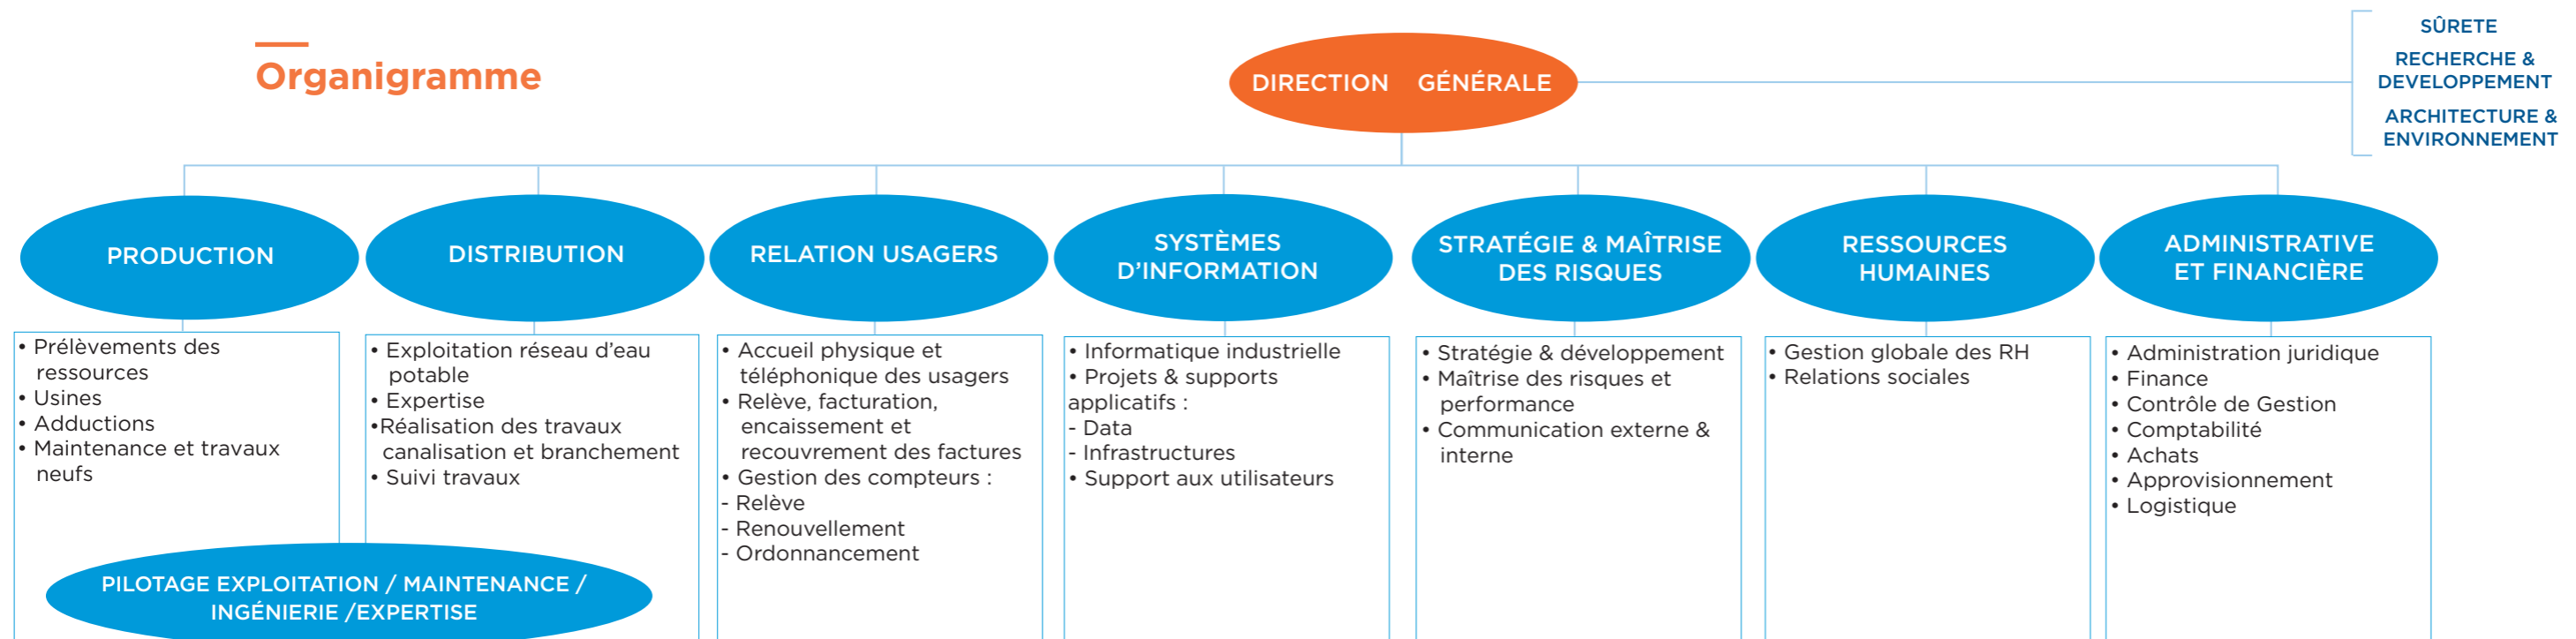 Organigramme
DIRECTION GÉNÉRALE
SÛRETE
RECHERCHE &
DEVELOPPEMENT
ARCHITECTURE &
ENVIRONNEMENT
PRODUCTION
• Prélèvements des
ressources
• Usines
• Adductions
• Maintenance et travaux
neufs
DISTRIBUTION
• Exploitation réseau d’eau
potable
• Expertise
•Réalisation des travaux
canalisation et branchement
• Suivi travaux
PILOTAGE EXPLOITATION / MAINTENANCE /
INGÉNIERIE /EXPERTISE
RELATION USAGERS
• Accueil physique et
téléphonique des usagers
• Relève, facturation,
encaissement et
recouvrement des factures
• Gestion des compteurs :
- Relève
- Renouvellement
- Ordonnancement
SYSTÈMES
D’INFORMATION
• Informatique industrielle
• Projets & supports
applicatifs :
- Data
- Infrastructures
• Support aux utilisateurs
STRATÉGIE & MAÎTRISE
DES RISQUES
• Stratégie & développement
• Maîtrise des risques et
performance
• Communication externe &
interne
RESSOURCES
HUMAINES
• Gestion globale des RH
• Relations sociales
ADMINISTRATIVE
ET FINANCIÈRE
• Administration juridique
• Finance
• Contrôle de Gestion
• Comptabilité
• Achats
• Approvisionnement
• Logistique